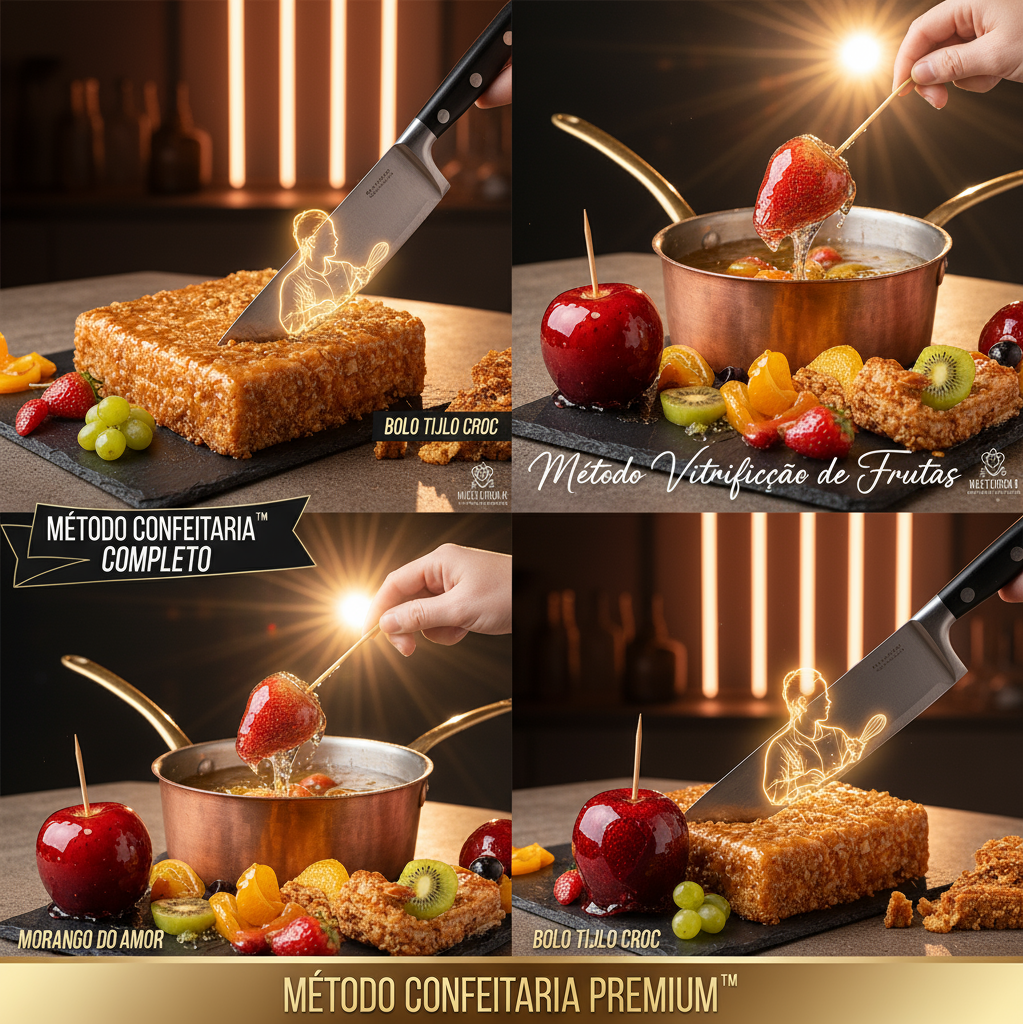 BOLO TIJLO CROC
Método Vitrificção de Frutas
MÉTODO CONFEITARIA™
COMPLETO
MORANGO DO AMOR
BOLO TIJLO CROC
MÉTODO CONFEITARIA PREMIUM™